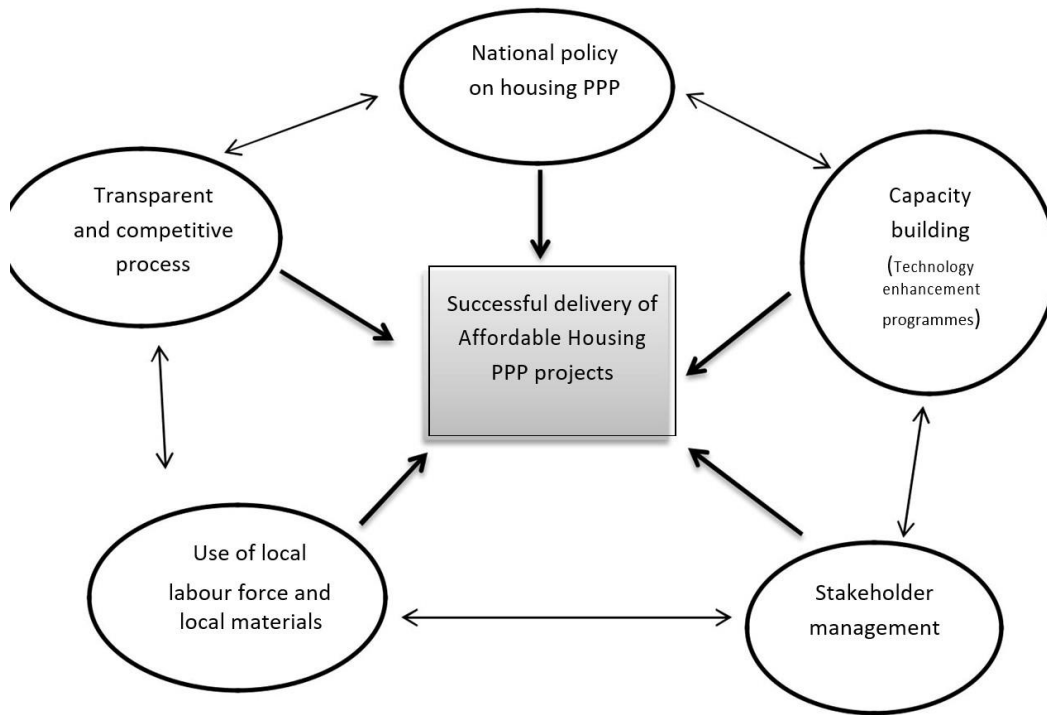 National policy
on housing PPP
Transparent
and competitive
process
Capacity
building
(Technology
enhancement
programmes)
Successful delivery of
Affordable Housing
PPP projects
Use of local
labour force and
local materials
Stakeholder
management